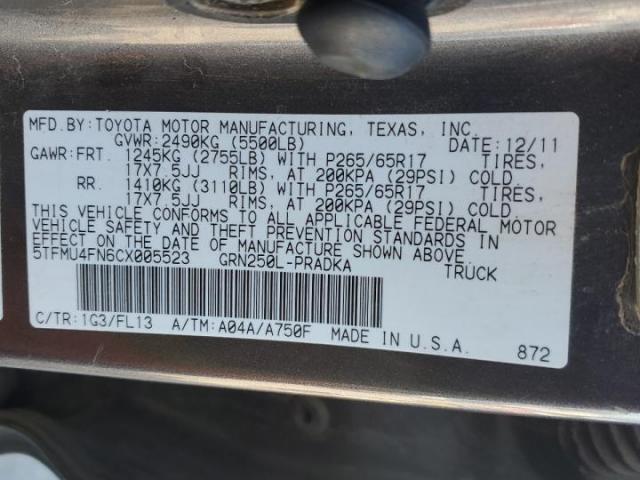 MFD.BY:TOYOTA MOTOR MANUFACTURING, TEXAS, INC.
GVWR:2490KG (5500LB) DATE:12/11
GAWR:FRT. 1245KG (2755LB) WITH P265/65R17 TIRES,
17X7.5JJ RIMS, AT 200KPA (29PSI) COLD
RR. 1410KG (3110LB) WITH P265/65R17 TIRES,
17X7.5JJ RIMS, AT 200KPA (29PSI) COLD
THIS VEHICLE CONFORMS TO ALL APPLICABLE FEDERAL MOTOR
VEHICLE SAFETY AND THEFT PREVENTION STANDARDS IN
EFFECT ON THE DATE OF MANUFACTURE SHOWN ABOVE.
5TFMU4FN6CX005523 GRN250L-PRADKA TRUCK
C/TR:1G3/FL13 A/TM:A04A/A750F MADE IN U.S.A.
872